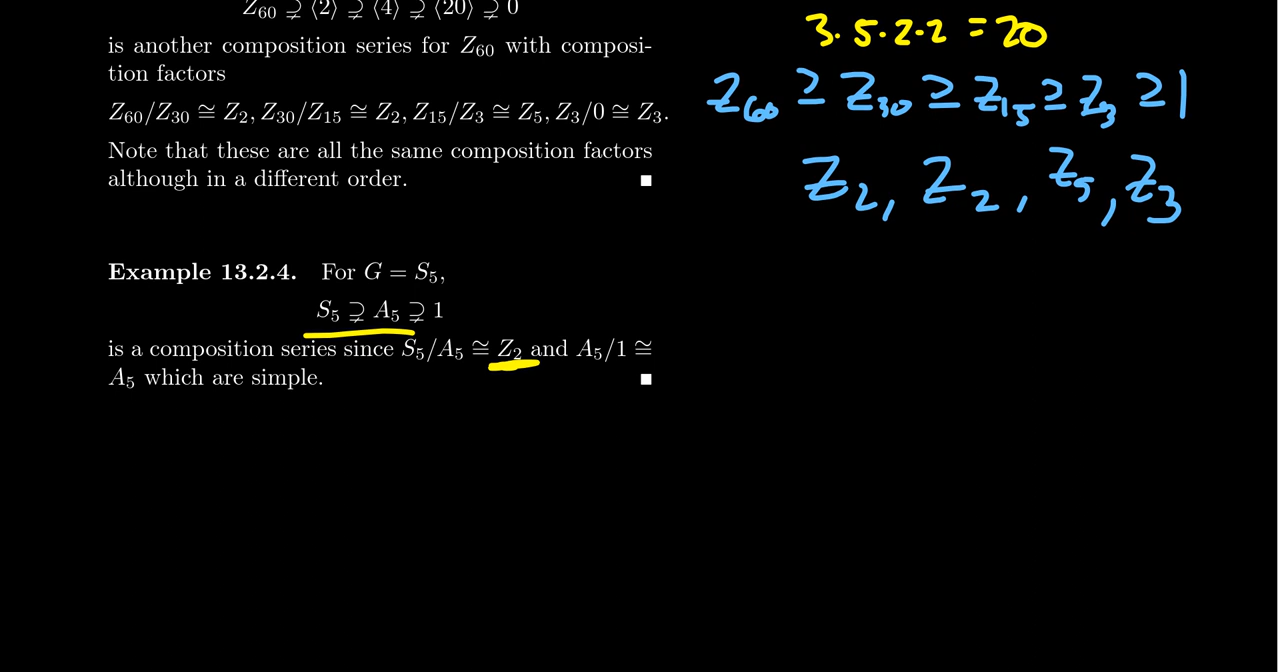 Z₆₀ ⊋ ⟨2⟩ ⊋ ⟨4⟩ ⊋ ⟨20⟩ ⊋ 0
is another composition series for Z₆₀ with composi-
tion factors
Z₆₀/Z₃₀ ≅ Z₂, Z₃₀/Z₁₅ ≅ Z₂, Z₁₅/Z₃ ≅ Z₅, Z₃/0 ≅ Z₃.
Note that these are all the same composition factors
although in a different order. ■
Example 13.2.4. For G = S₅,
S₅ ⊋ A₅ ⊋ 1
is a composition series since S₅/A₅ ≅ Z₂ and A₅/1 ≅
A₅ which are simple. ■
3·5·2·2 = 20
Z₆₀ ≥ Z₃₀ ≥ Z₁₅ ≥ Z₃ ≥ 1
Z₂, Z₂, Z₅, Z₃